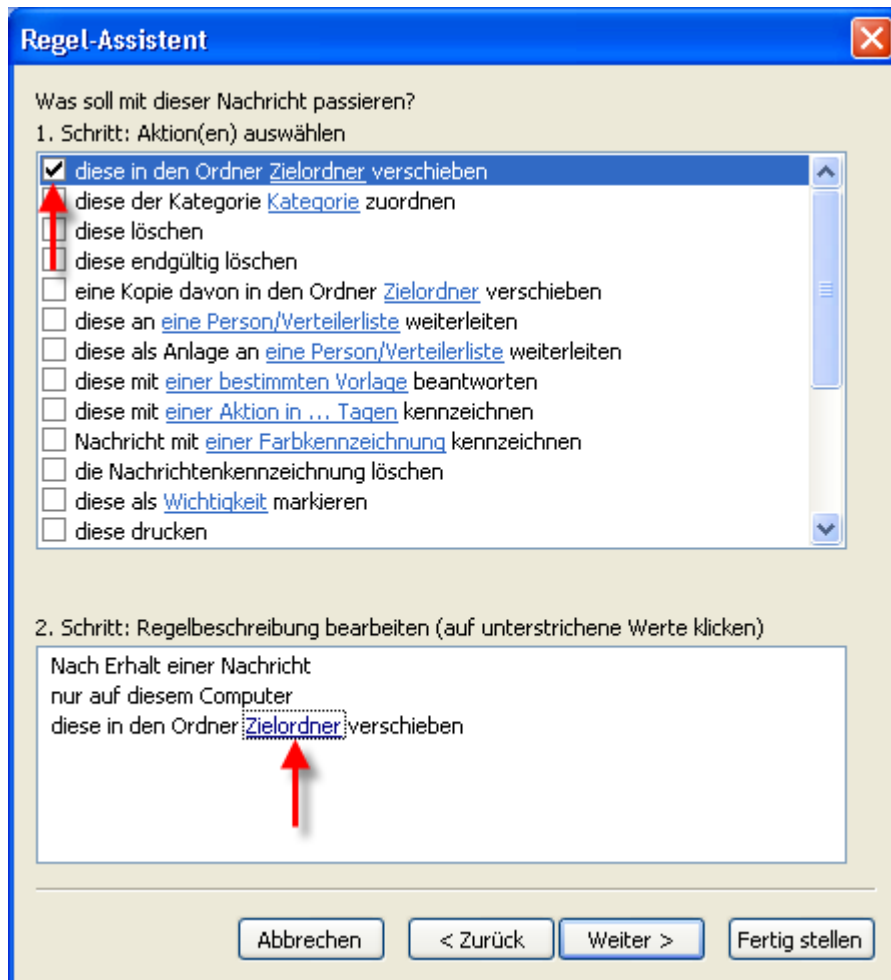 Regel-Assistent
Was soll mit dieser Nachricht passieren?
1. Schritt: Aktion(en) auswählen
diese in den Ordner Zielordner verschieben
diese der Kategorie Kategorie zuordnen
diese löschen
diese endgültig löschen
eine Kopie davon in den Ordner Zielordner verschieben
diese an eine Person/Verteilerliste weiterleiten
diese als Anlage an eine Person/Verteilerliste weiterleiten
diese mit einer bestimmten Vorlage beantworten
diese mit einer Aktion in ... Tagen kennzeichnen
Nachricht mit einer Farbkennzeichnung kennzeichnen
die Nachrichtenkennzeichnung löschen
diese als Wichtigkeit markieren
diese drucken
2. Schritt: Regelbeschreibung bearbeiten (auf unterstrichene Werte klicken)
Nach Erhalt einer Nachricht
nur auf diesem Computer
diese in den Ordner Zielordner verschieben
Abbrechen < Zurück Weiter > Fertig stellen